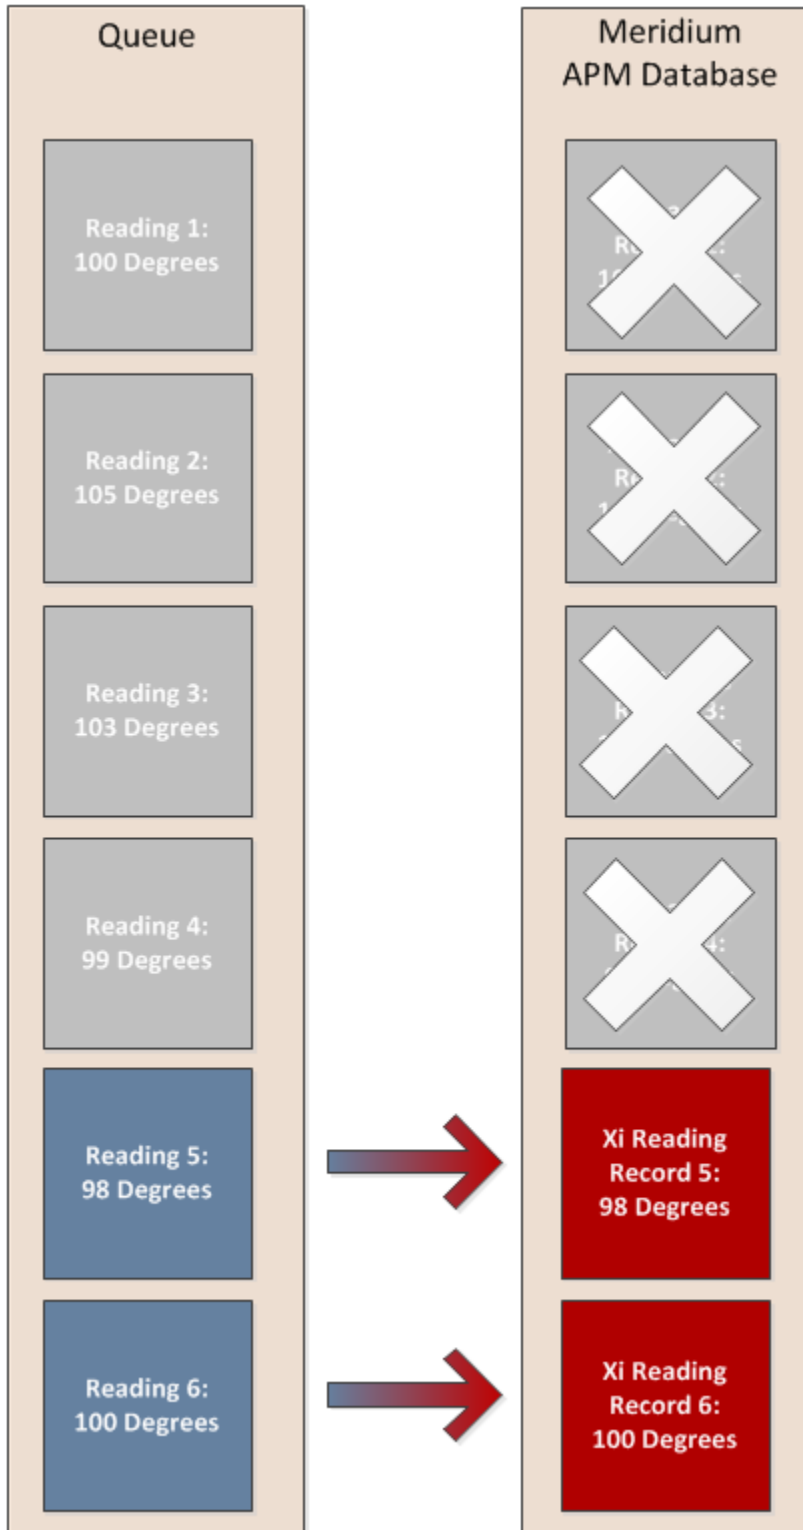 Queue
Reading 1:
100 Degrees
Reading 2:
105 Degrees
Reading 3:
103 Degrees
Reading 4:
99 Degrees
Reading 5:
98 Degrees
Reading 6:
100 Degrees
Meridium
APM Database
Xi Reading
Record 5:
98 Degrees
Xi Reading
Record 6:
100 Degrees